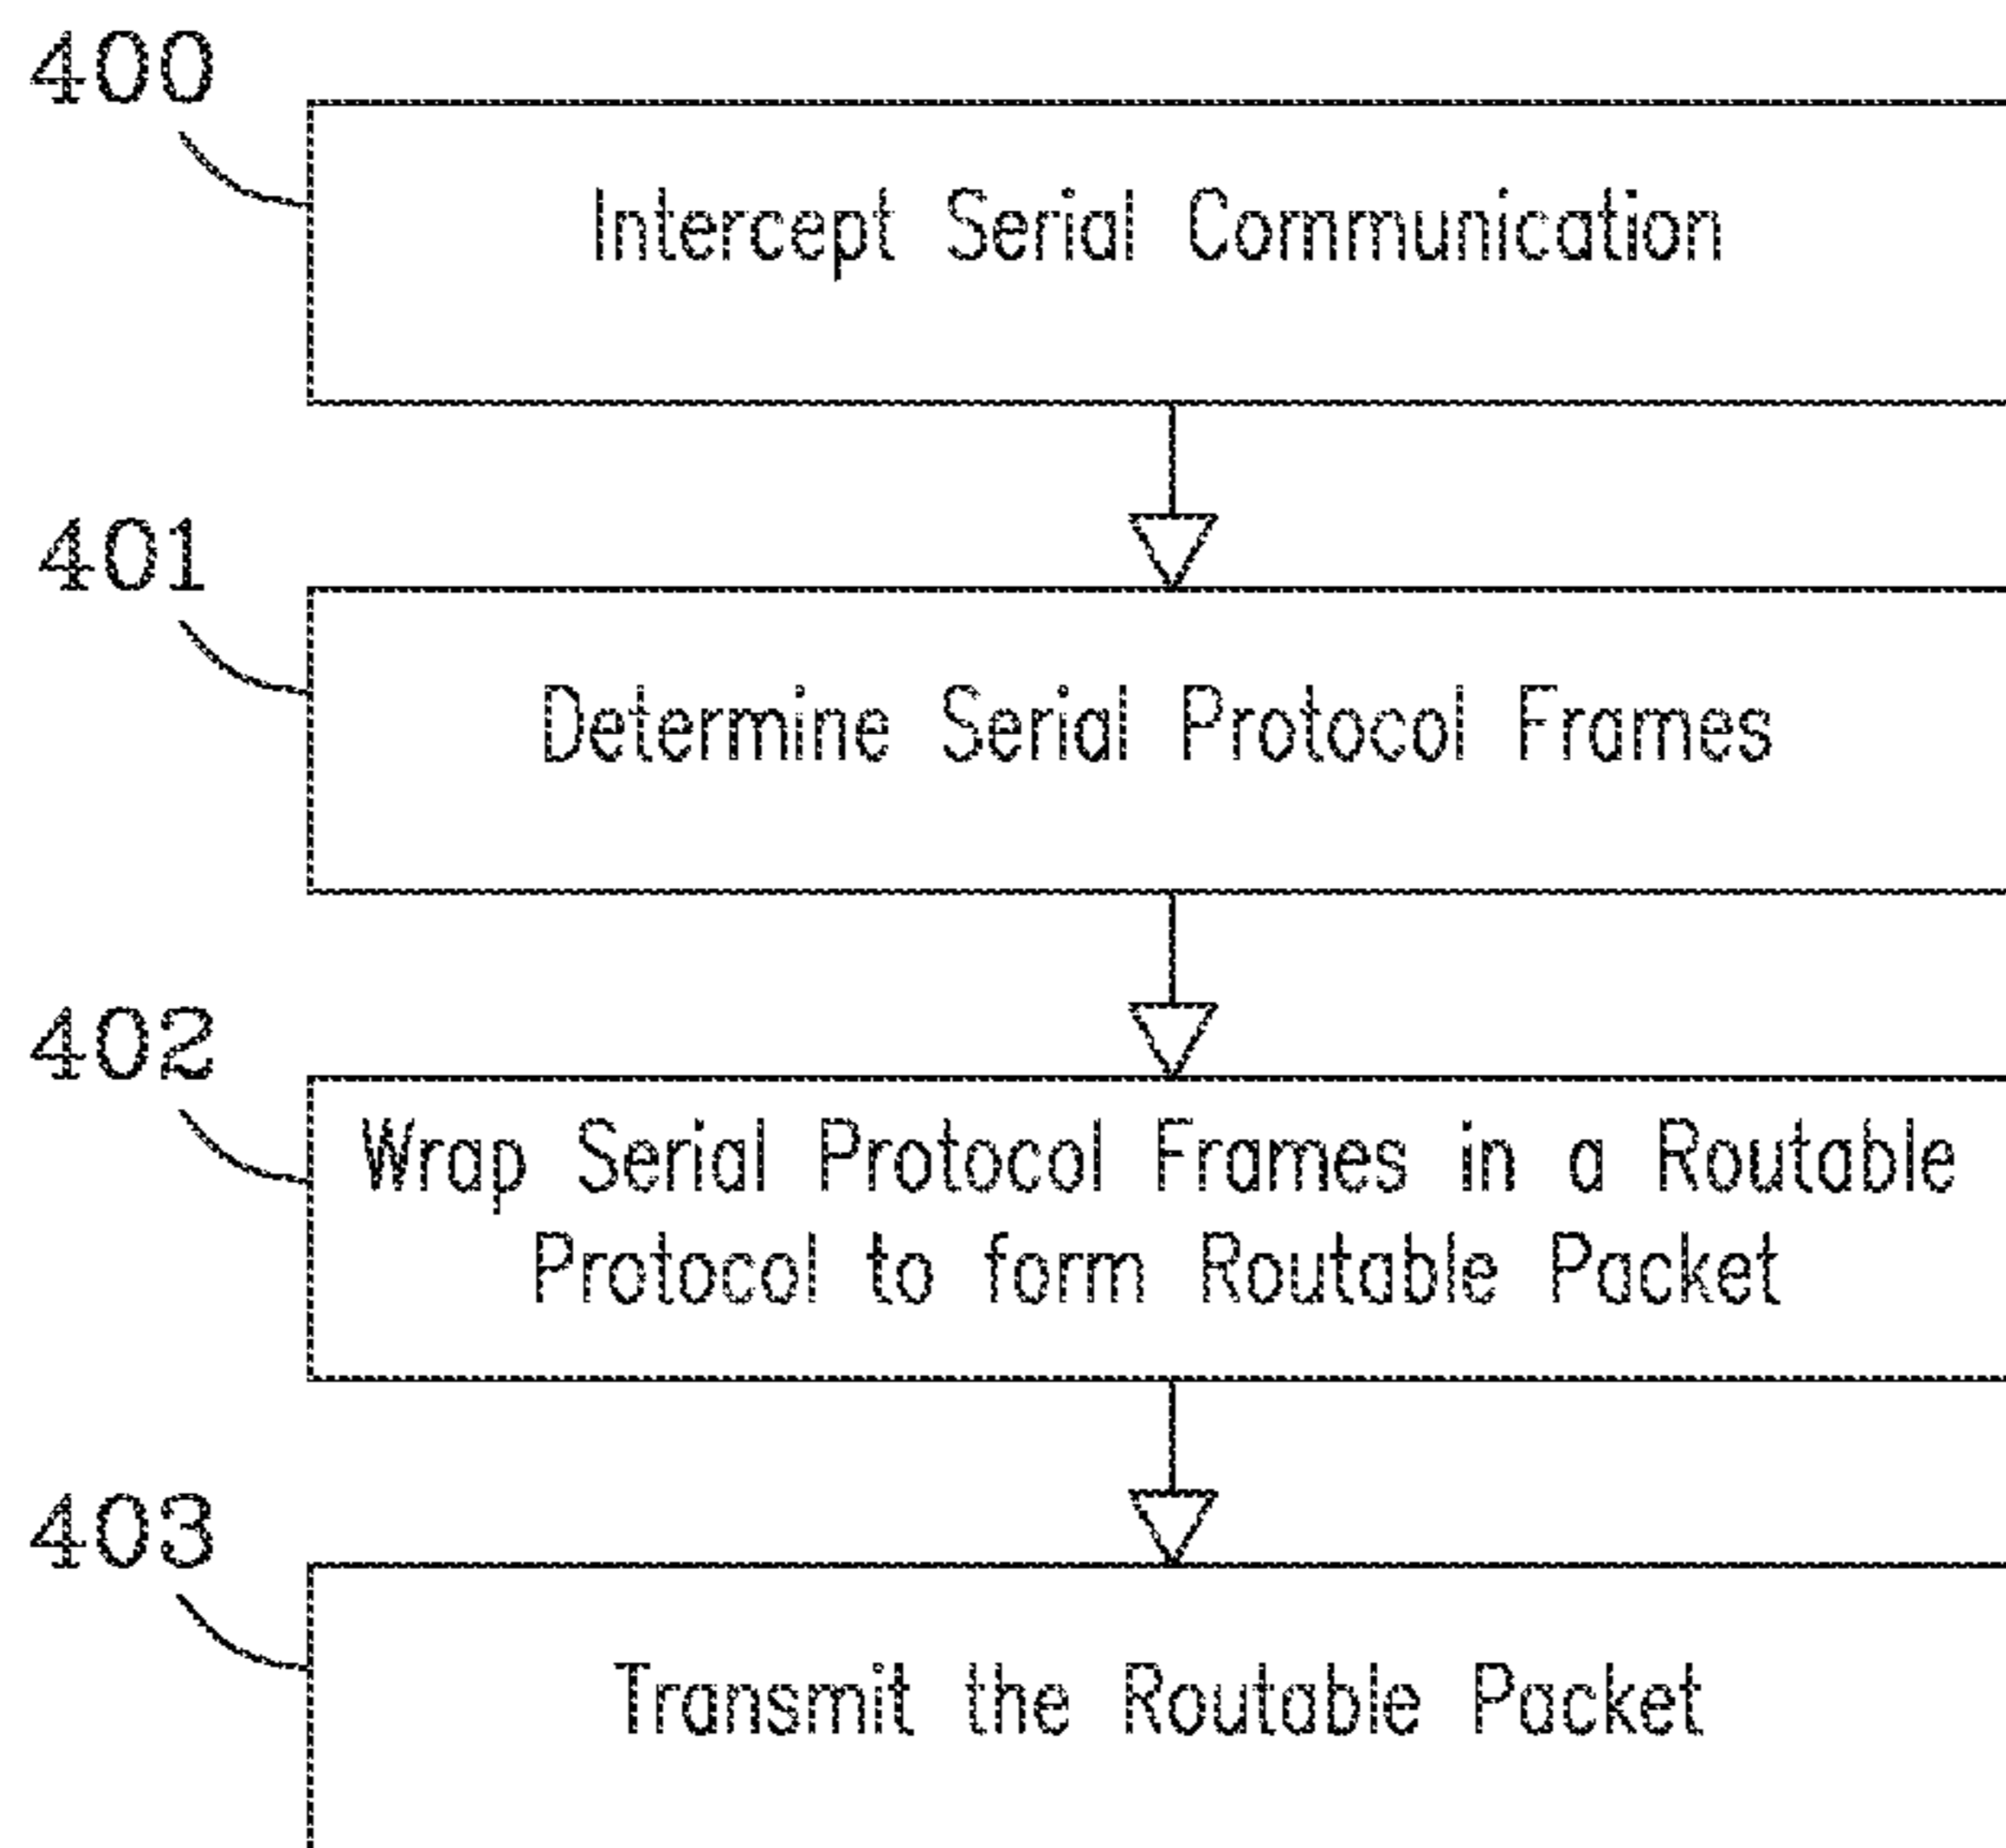 400
Intercept Serial Communication
401
Determine Serial Protocol Frames
402
Wrap Serial Protocol Frames in a Routable
Protocol to form Routable Packet
403
Transmit the Routable Packet